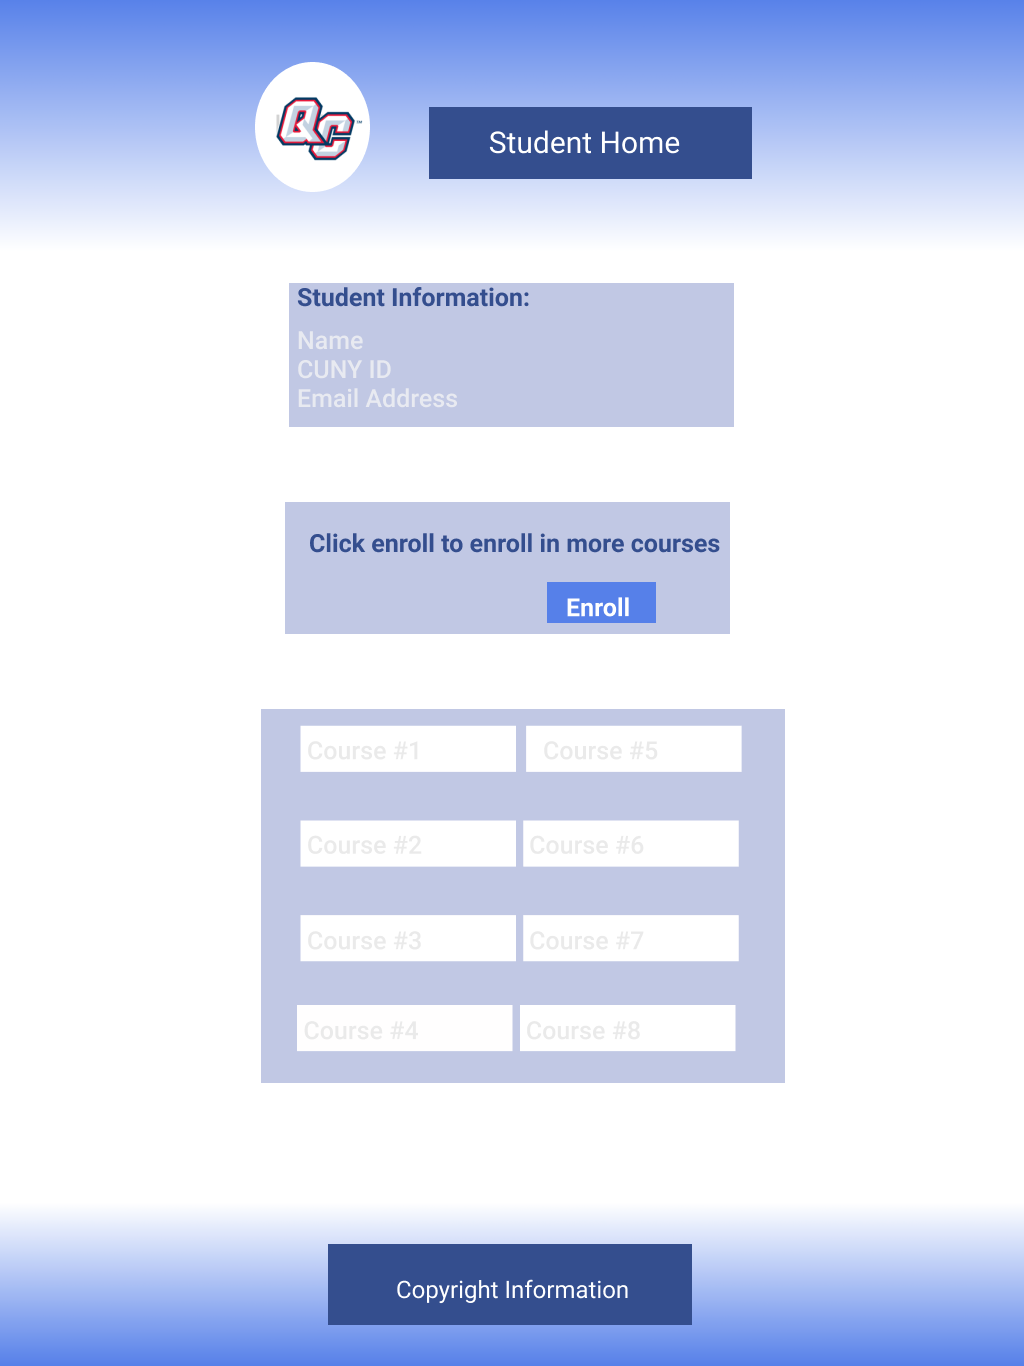 QC
™
Student Home
Student Information:
Name
CUNY ID
Email Address
Click enroll to enroll in more courses
Enroll
Course #1
Course #5
Course #2
Course #6
Course #3
Course #7
Course #4
Course #8
Copyright Information